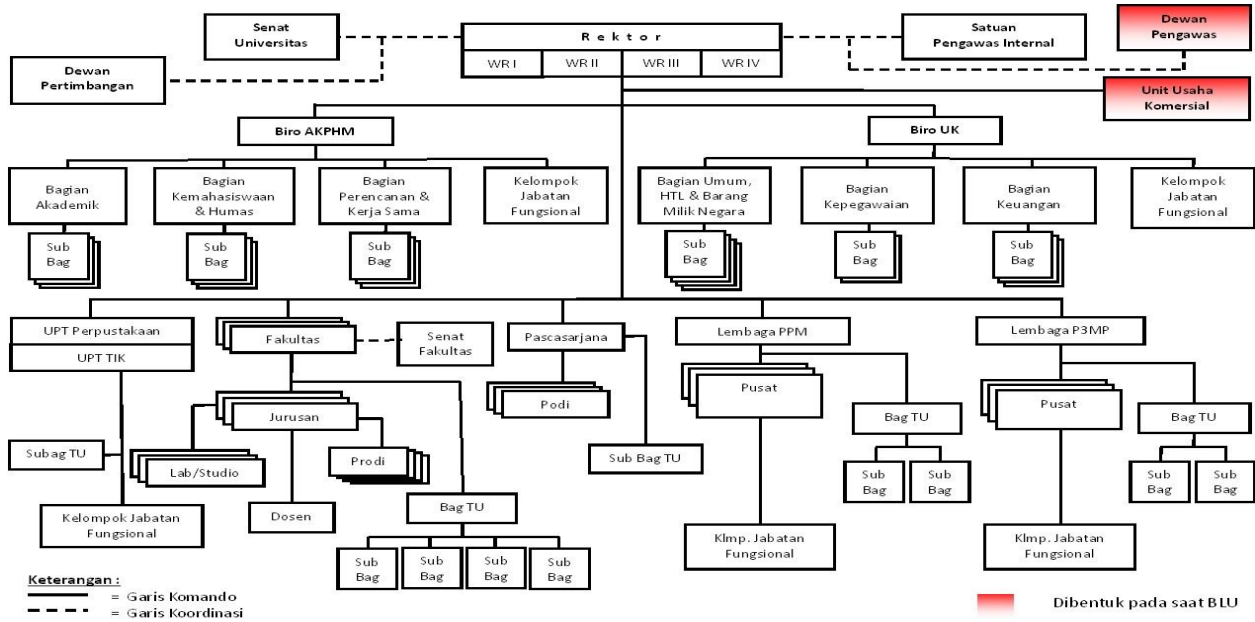 Senat
Universitas
Rektor
WR I
WR II
WR III
WR IV
Satuan
Pengawas Internal
Dewan
Pengawas
Dewan
Pertimbangan
Unit Usaha
Komersial
Biro AKPHM
Biro UK
Bagian
Akademik
Bagian
Kemahasiswaan
& Humas
Bagian
Perencanan &
Kerja Sama
Kelompok
Jabatan
Fungsional
Bagian Umum,
HTL & Barang
Milik Negara
Bagian
Kepegawaian
Bagian
Keuangan
Kelompok
Jabatan
Fungsional
Sub
Bag
Sub
Bag
Sub
Bag
Sub
Bag
Sub
Bag
Sub
Bag
UPT Perpustakaan
UPT TIK
Fakultas
Senat
Fakultas
Pascasarjana
Lembaga PPM
Lembaga P3MP
Jurusan
Podi
Pusat
Bag TU
Pusat
Bag TU
Subag TU
Lab/Studio
Prodi
Sub Bag TU
Sub
Bag
Sub
Bag
Sub
Bag
Sub
Bag
Kelompok Jabatan
Fungsional
Dosen
Bag TU
Klmp. Jabatan
Fungsional
Klmp. Jabatan
Fungsional
Sub
Bag
Sub
Bag
Sub
Bag
Sub
Bag
Keterangan :
= Garis Komando
= Garis Koordinasi
Dibentuk pada saat BLU